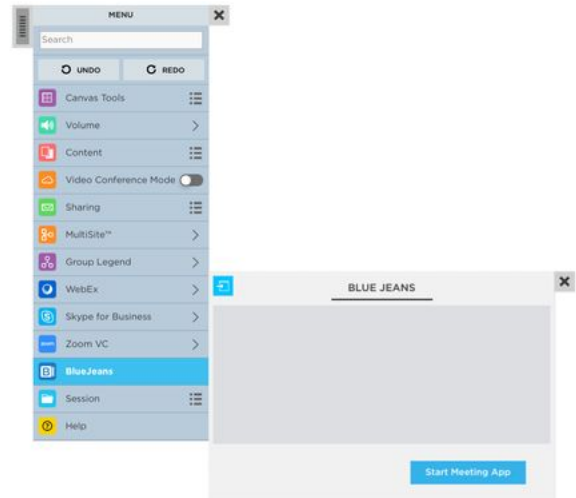 MENU
Search
UNDO REDO
Canvas Tools
Volume
Content
Video Conference Mode
Sharing
MultiSite™
Group Legend
WebEx
Skype for Business
zoom Zoom VC
BlueJeans
Session
Help
BLUE JEANS
Start Meeting App